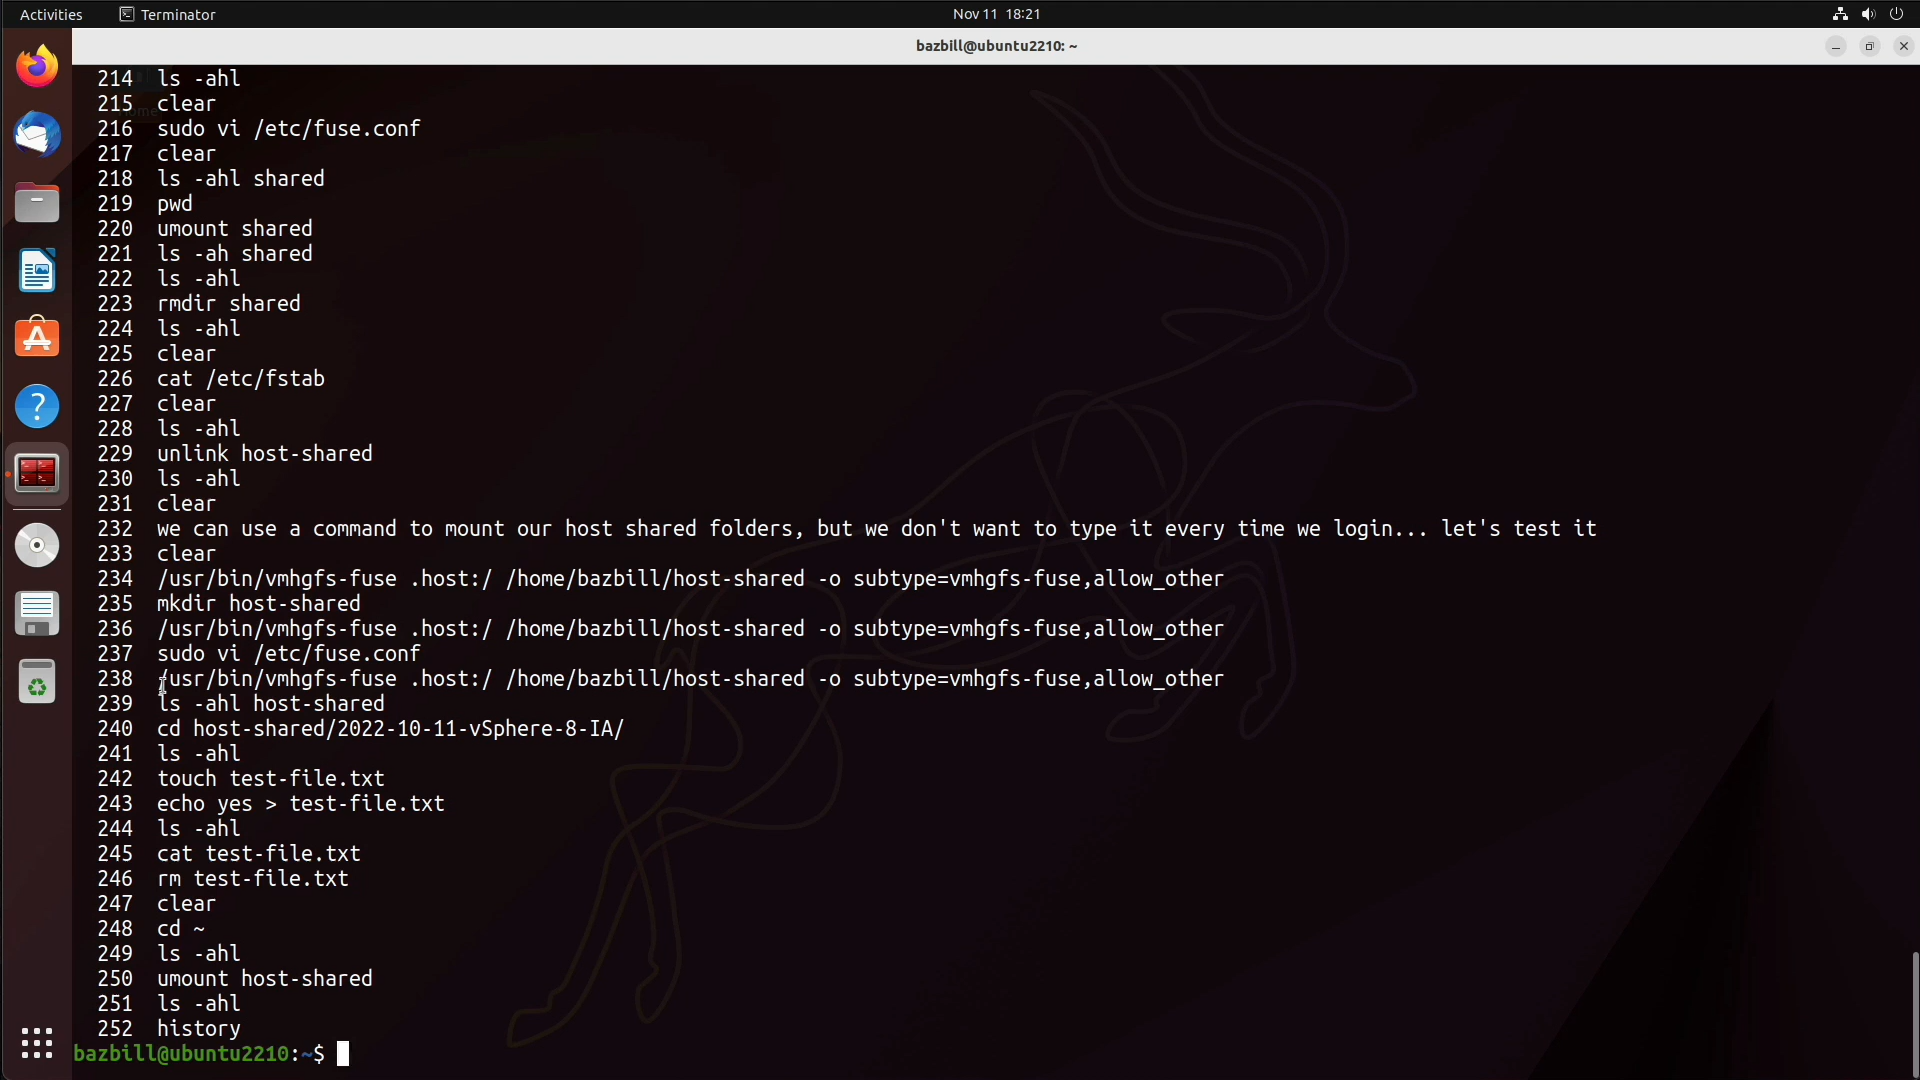 Activities Terminator Nov 11 18:21
bazbill@ubuntu2210: ~
214 ls -ahl
215 clear
216 sudo vi /etc/fuse.conf
217 clear
218 ls -ahl shared
219 pwd
220 umount shared
221 ls -ah shared
222 ls -ahl
223 rmdir shared
224 ls -ahl
225 clear
226 cat /etc/fstab
227 clear
228 ls -ahl
229 unlink host-shared
230 ls -ahl
231 clear
232 we can use a command to mount our host shared folders, but we don't want to type it every time we login... let's test it
233 clear
234 /usr/bin/vmhgfs-fuse .host:/ /home/bazbill/host-shared -o subtype=vmhgfs-fuse,allow_other
235 mkdir host-shared
236 /usr/bin/vmhgfs-fuse .host:/ /home/bazbill/host-shared -o subtype=vmhgfs-fuse,allow_other
237 sudo vi /etc/fuse.conf
238 /usr/bin/vmhgfs-fuse .host:/ /home/bazbill/host-shared -o subtype=vmhgfs-fuse,allow_other
239 ls -ahl host-shared
240 cd host-shared/2022-10-11-vSphere-8-IA/
241 ls -ahl
242 touch test-file.txt
243 echo yes > test-file.txt
244 ls -ahl
245 cat test-file.txt
246 rm test-file.txt
247 clear
248 cd ~
249 ls -ahl
250 umount host-shared
251 ls -ahl
252 history
bazbill@ubuntu2210:~$